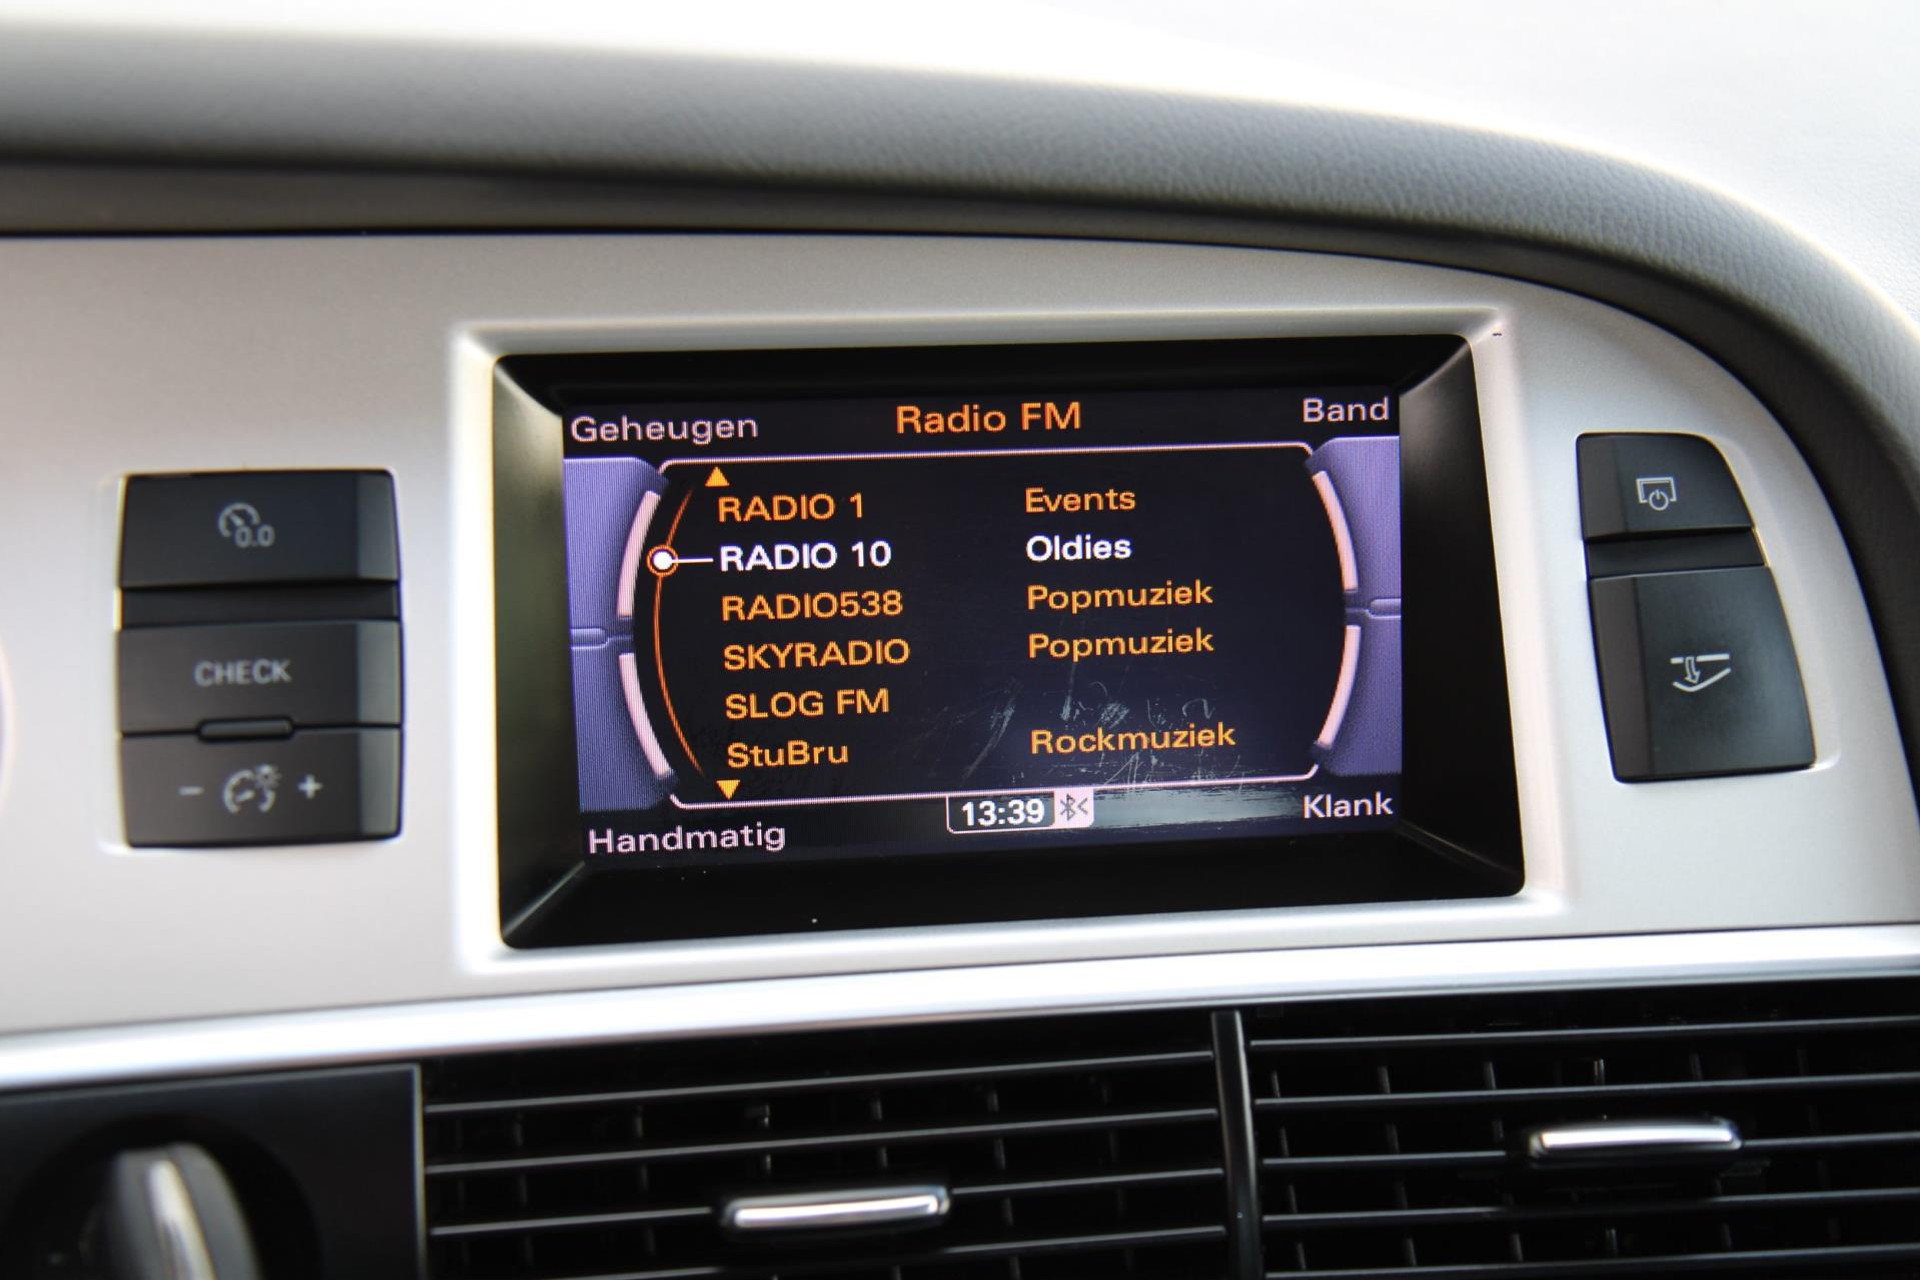 Geheugen Radio FM Band
RADIO 1 Events
RADIO 10 Oldies
RADIO538 Popmuziek
SKYRADIO Popmuziek
SLOG FM
StuBru Rockmuziek
Handmatig 13:39 Klank
0.0
CHECK
- +